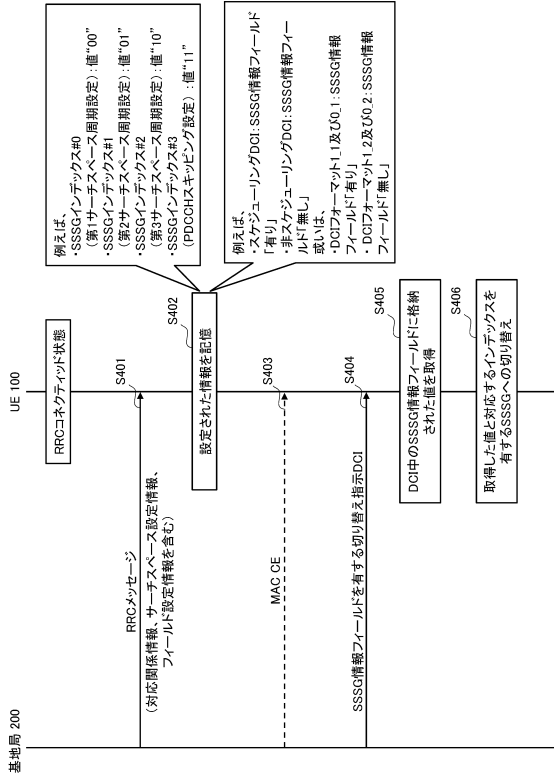 基地局 200
UE 100
RRCコネクティッド状態
S401
RRCメッセージ
（対応関係情報、サーチスペース設定情報、
フィールド設定情報を含む）
S402
設定された情報を記憶
例えば、
・SSSGインデックス#0
（第1サーチスペース周期設定）：値“00”
・SSSGインデックス#1
（第2サーチスペース周期設定）：値“01”
・SSSGインデックス#2
（第3サーチスペース周期設定）：値“10”
・SSSGインデックス#3
（PDCCHスキッピング設定）：値“11”
例えば、
・スケジューリングDCI：SSSG情報フィールド
「有り」
・非スケジューリングDCI：SSSG情報フィー
ルド「無し」
或いは、
・DCIフォーマット1_1及び0_1：SSSG情報
フィールド「有り」
・DCIフォーマット1_2及び0_2：SSSG情報
フィールド「無し」
S403
MAC CE
S404
SSSG情報フィールドを有する切り替え指示DCI
S405
DCI中のSSSG情報フィールドに格納
された値を取得
S406
取得した値と対応するインデックスを
有するSSSGへの切り替え